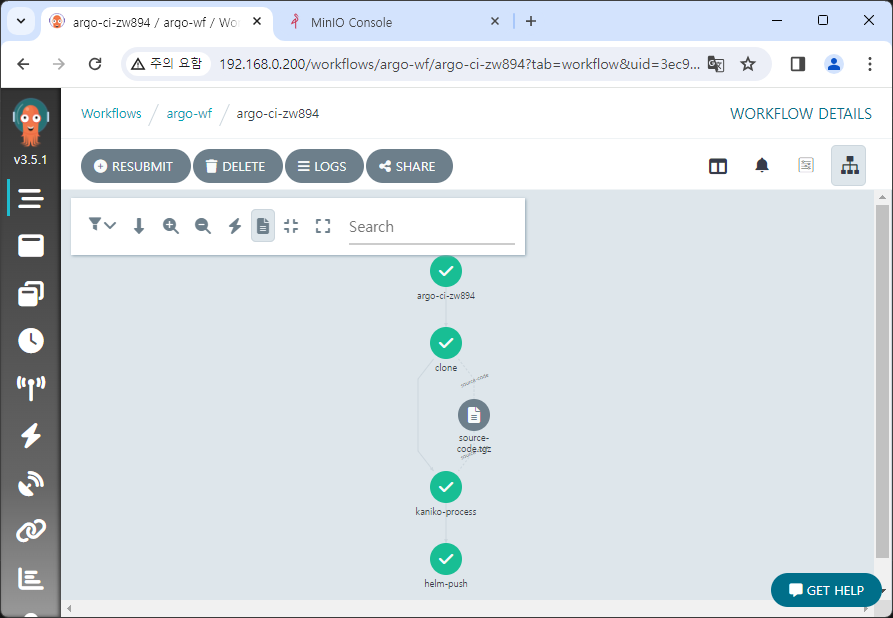 argo-ci-zw894 / argo-wf / Wo
MinIO Console
주의 요함
192.168.0.200/workflows/argo-wf/argo-ci-zw894?tab=workflow&uid=3ec9...
v3.5.1
Workflows / argo-wf / argo-ci-zw894
WORKFLOW DETAILS
RESUBMIT
DELETE
LOGS
SHARE
Search
argo-ci-zw894
clone
source-code
source-
code.tgz
source-code
kaniko-process
helm-push
GET HELP